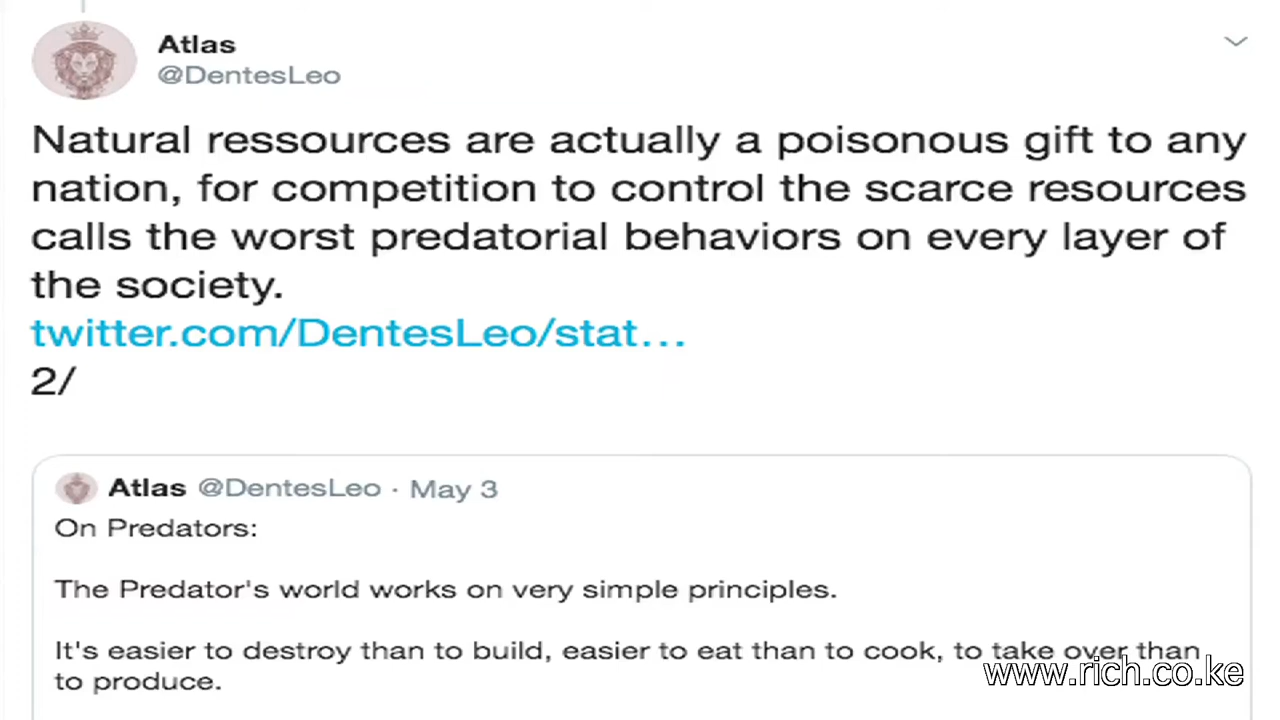 Atlas
@DentesLeo
Natural ressources are actually a poisonous gift to any
nation, for competition to control the scarce resources
calls the worst predatorial behaviors on every layer of
the society.
twitter.com/DentesLeo/stat...
2/
Atlas @DentesLeo · May 3
On Predators:
The Predator's world works on very simple principles.
It's easier to destroy than to build, easier to eat than to cook, to take over than
to produce.
www.rich.co.ke